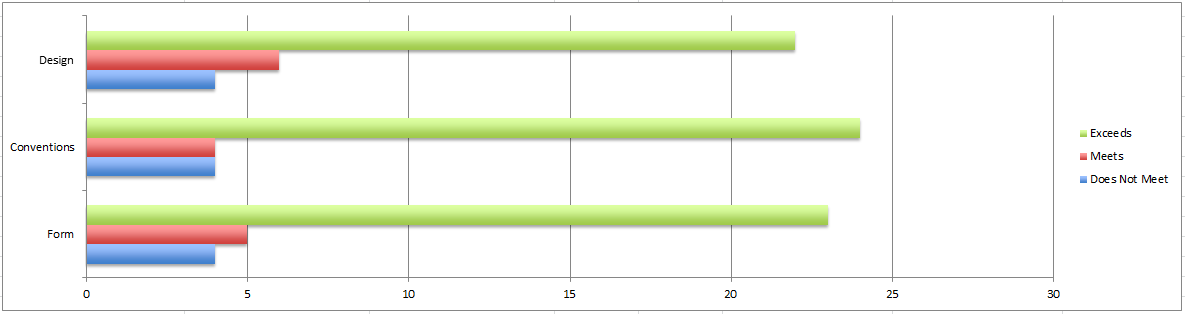 Design
Conventions
Form
0 5 10 15 20 25 30
Exceeds
Meets
Does Not Meet